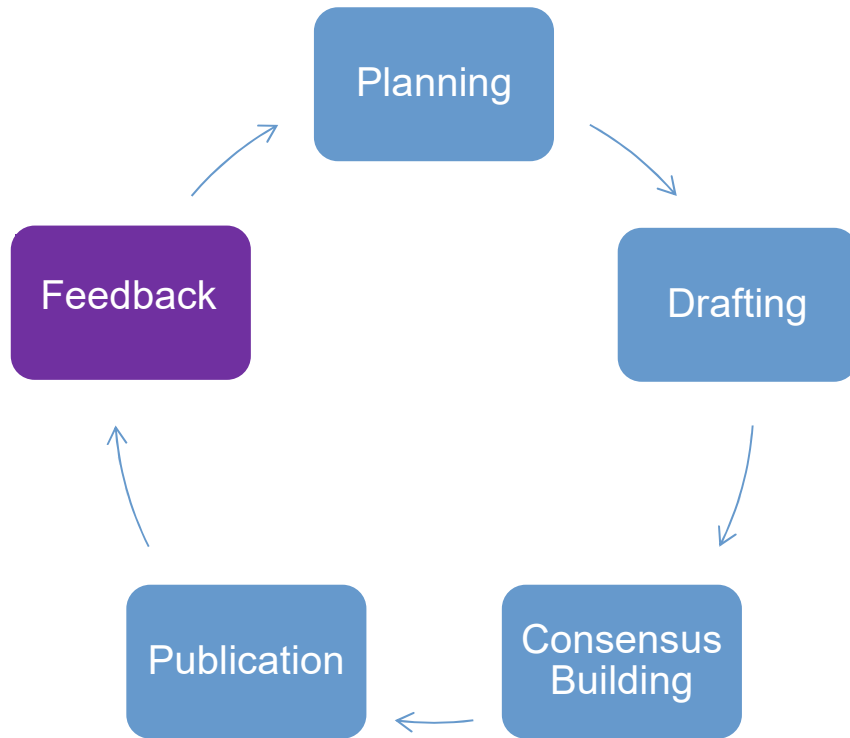 Planning
Feedback
Drafting
Publication
Consensus
Building